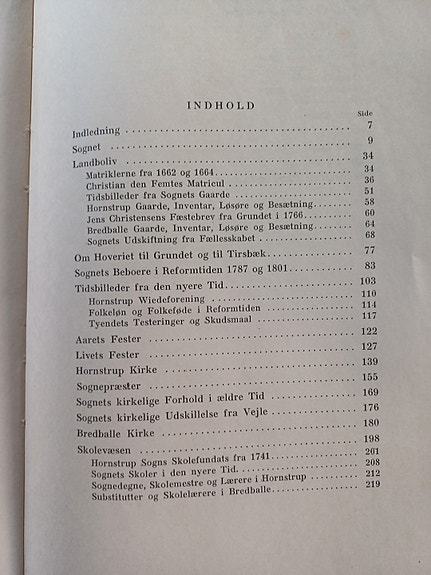 INDHOLD
Side
Indledning ........................................ 7
Sognet ........................................ 9
Landboliv ........................................ 34
Matriklerne fra 1662 og 1664 ........................ 34
Christian den Femtes Matricul ........................ 36
Tidsbilleder fra Sognets Gaarde ........................ 51
Hornstrup Gaarde, Inventar, Løsøre og Besætning ........ 58
Jens Christensens Fæstebrev fra Grundet i 1766 ........ 60
Bredballe Gaarde, Inventar, Løsøre og Besætning ........ 64
Sognets Udskiftning fra Fællesskabet .................. 68
Om Hoveriet til Grundet og til Tirsbæk ................ 77
Sognets Beboere i Reformtiden 1787 og 1801 ............ 83
Tidsbilleder fra den nyere Tid ........................ 103
Hornstrup Wiedeforening ........................ 110
Folkeløn og Folkeføde i Reformtiden ................ 114
Tyendets Testeringer og Skudsmaal .................. 117
Aarets Fester ........................................ 122
Livets Fester ........................................ 127
Hornstrup Kirke ........................................ 139
Sognepræster ........................................ 155
Sognets kirkelige Forhold i ældre Tid ................ 169
Sognets kirkelige Udskillelse fra Vejle ............... 176
Bredballe Kirke ........................................ 180
Skolevæsen ........................................ 198
Hornstrup Sogns Skolefundats fra 1741 ................ 201
Sognets Skoler i den nyere Tid ........................ 208
Sognedegne, Skolemestre og Lærere i Hornstrup ........ 212
Substitutter og Skolelærere i Bredballe ............... 219